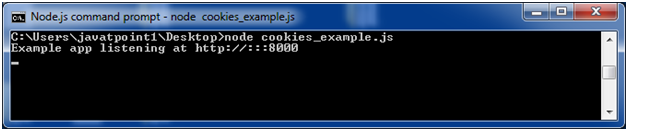 Node.js command prompt - node  cookies_example.js
C:\Users\javatpoint1\Desktop>node cookies_example.js
Example app listening at http://:::8000